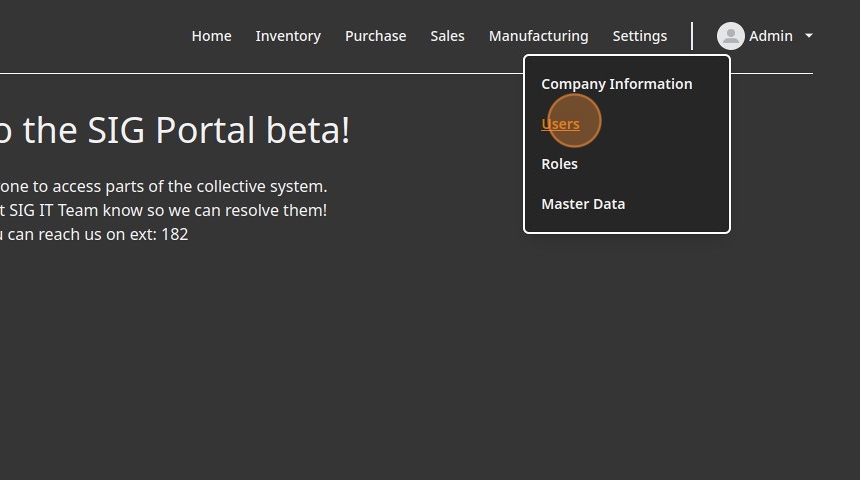 Home Inventory Purchase Sales Manufacturing Settings Admin
Company Information
Users
Roles
Master Data
o the SIG Portal beta!
one to access parts of the collective system.
t SIG IT Team know so we can resolve them!
can reach us on ext: 182